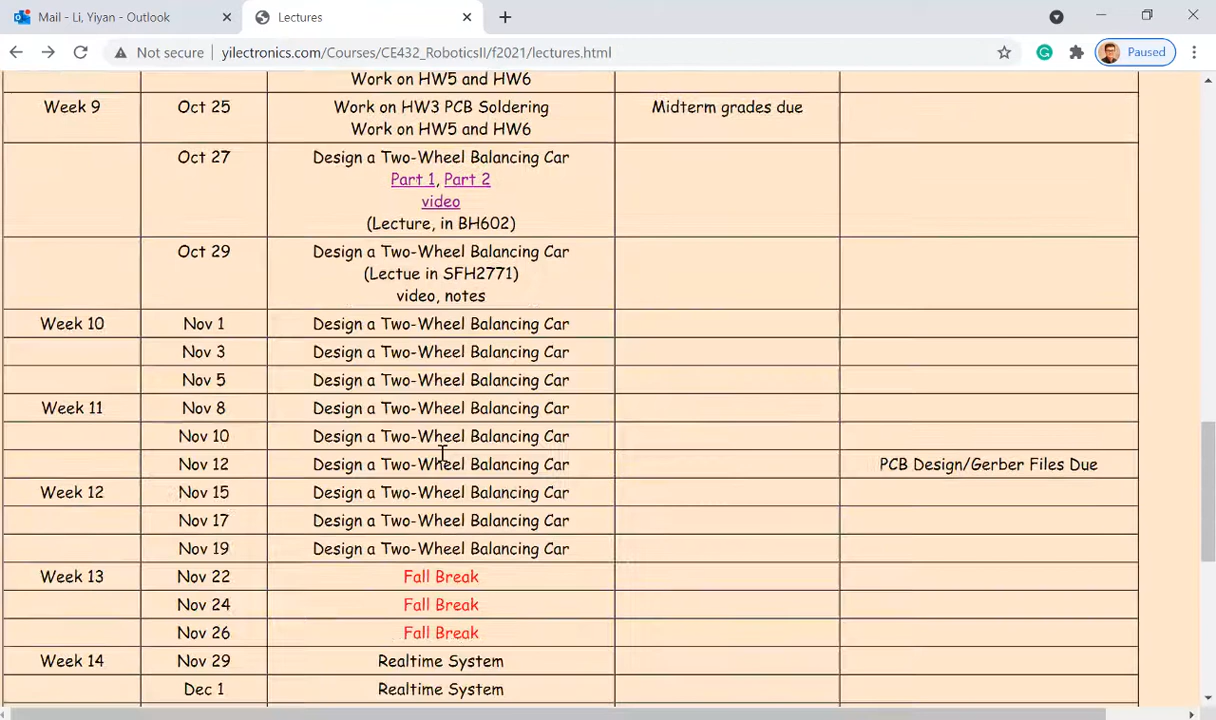 Mail - Li, Yiyan - Outlook
Lectures
Not secure
yilectronics.com/Courses/CE432_RoboticsII/f2021/lectures.html
Paused
Work on HW5 and HW6
Week 9 Oct 25 Work on HW3 PCB Soldering Midterm grades due
Work on HW5 and HW6
Oct 27 Design a Two-Wheel Balancing Car
Part 1, Part 2
video
(Lecture, in BH602)
Oct 29 Design a Two-Wheel Balancing Car
(Lectue in SFH2771)
video, notes
Week 10 Nov 1 Design a Two-Wheel Balancing Car
Nov 3 Design a Two-Wheel Balancing Car
Nov 5 Design a Two-Wheel Balancing Car
Week 11 Nov 8 Design a Two-Wheel Balancing Car
Nov 10 Design a Two-Wheel Balancing Car
Nov 12 Design a Two-Wheel Balancing Car PCB Design/Gerber Files Due
Week 12 Nov 15 Design a Two-Wheel Balancing Car
Nov 17 Design a Two-Wheel Balancing Car
Nov 19 Design a Two-Wheel Balancing Car
Week 13 Nov 22 Fall Break
Nov 24 Fall Break
Nov 26 Fall Break
Week 14 Nov 29 Realtime System
Dec 1 Realtime System